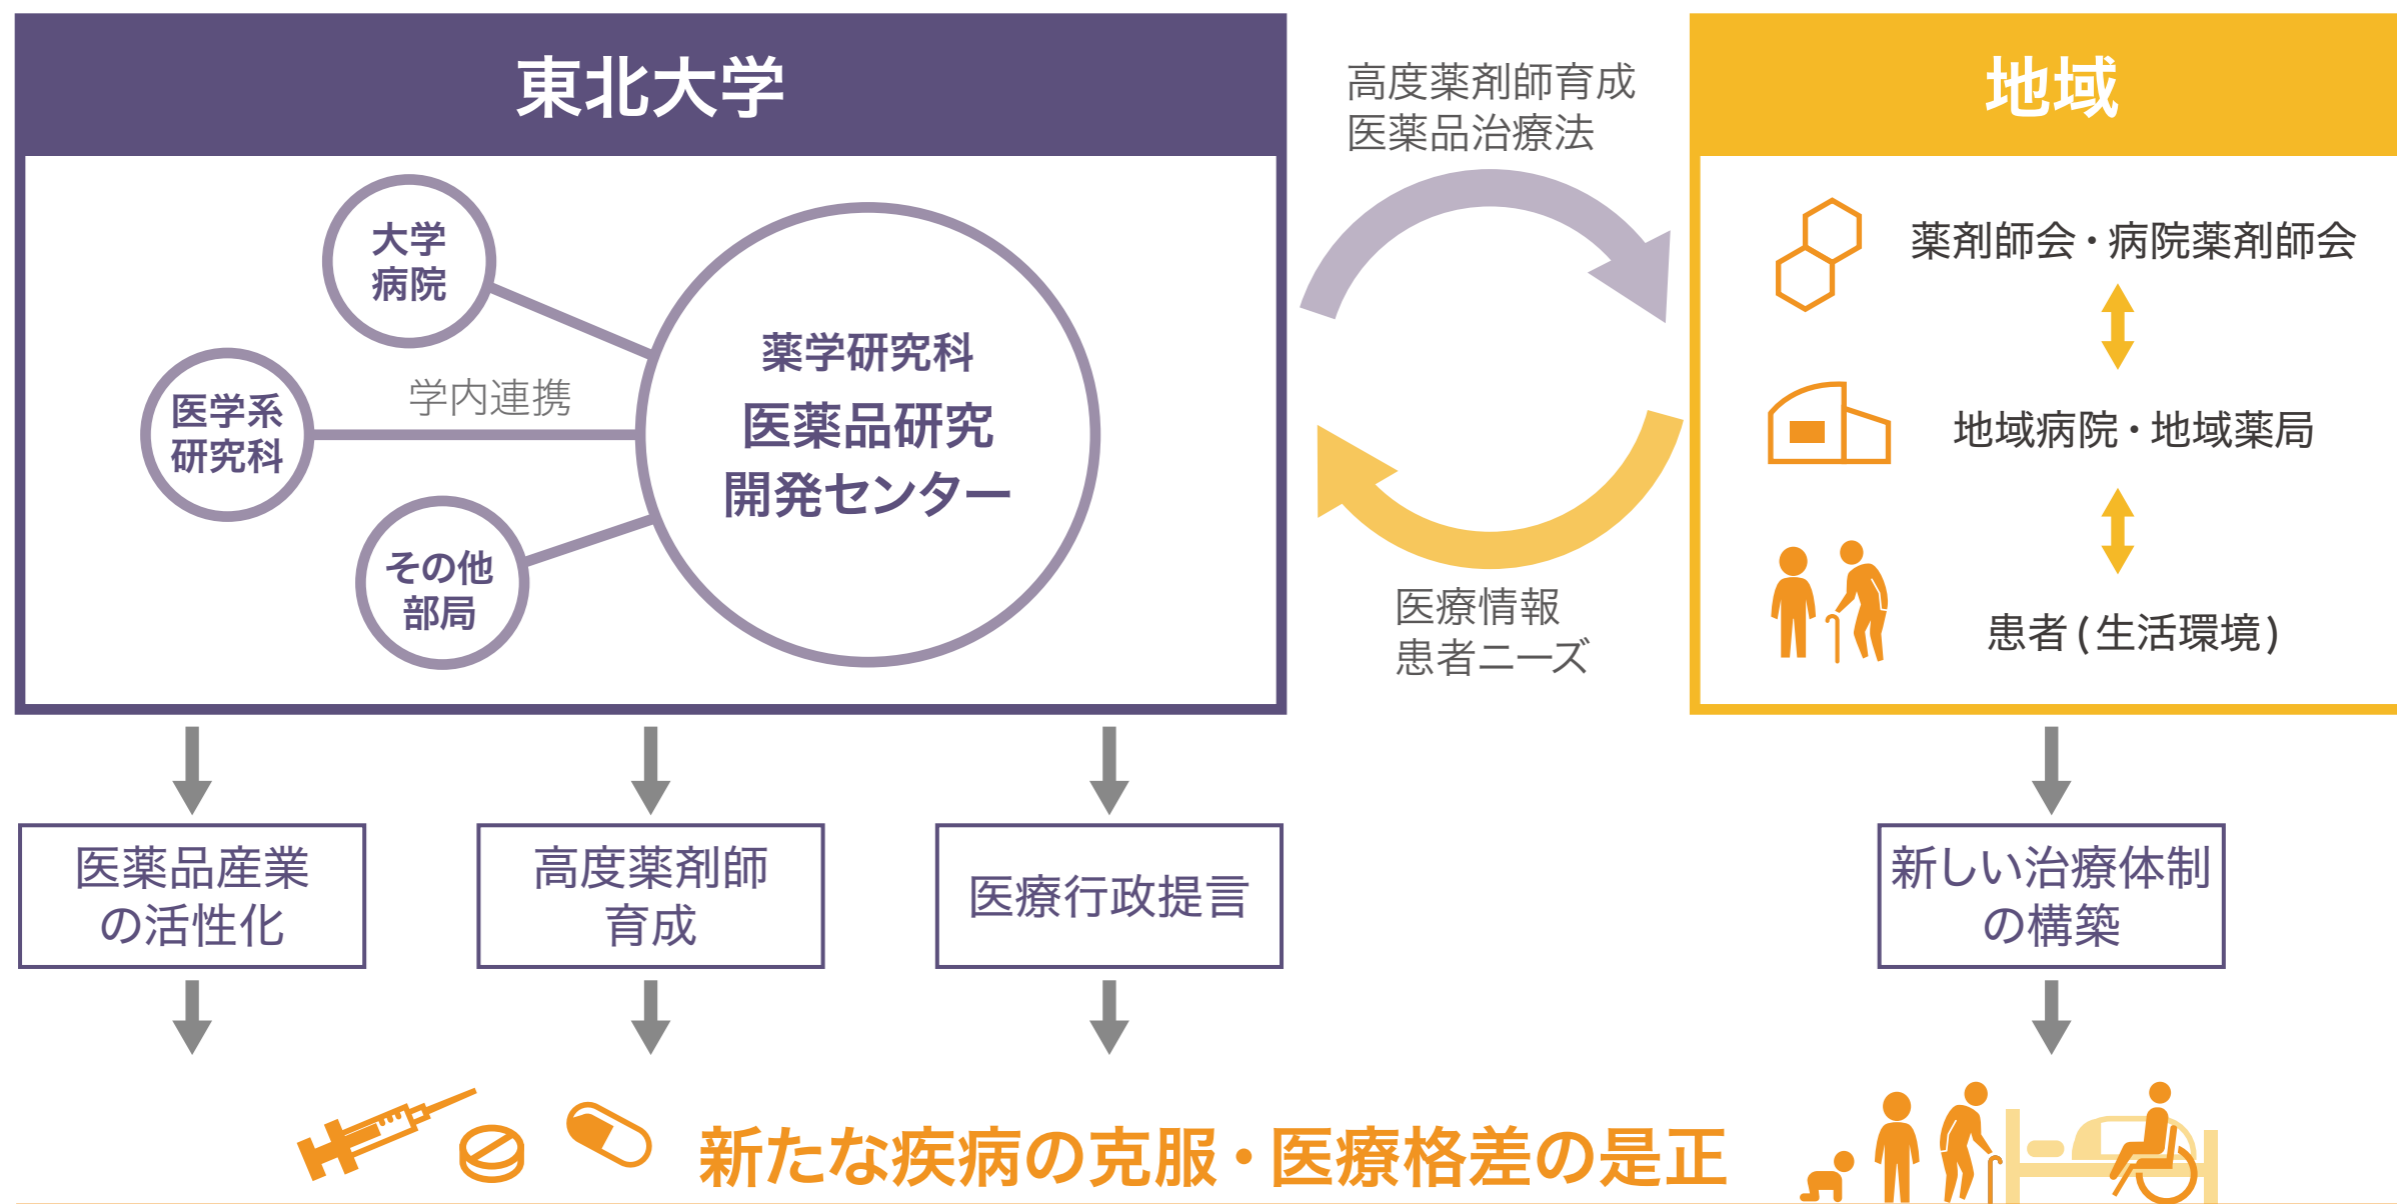 東北大学
大学
病院
医学系
研究科
学内連携
その他
部局
薬学研究科
医薬品研究
開発センター
高度薬剤師育成
医薬品治療法
医療情報
患者ニーズ
地域
薬剤師会・病院薬剤師会
地域病院・地域薬局
患者(生活環境)
医薬品産業
の活性化
高度薬剤師
育成
医療行政提言
新しい治療体制
の構築
新たな疾病の克服・医療格差の是正